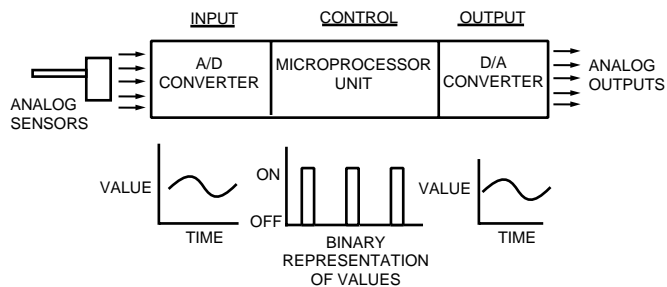 INPUT
CONTROL
OUTPUT
A/D
CONVERTER
MICROPROCESSOR
UNIT
D/A
CONVERTER
ANALOG
SENSORS
ANALOG
OUTPUTS
VALUE
TIME
ON
OFF
BINARY
REPRESENTATION
OF VALUES
VALUE
TIME